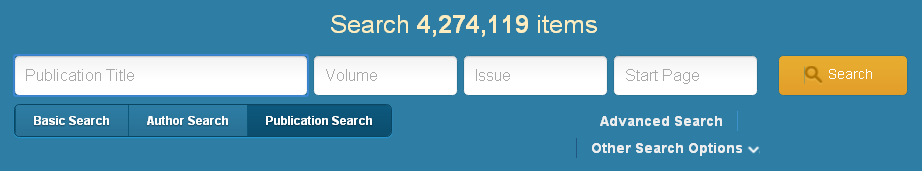 Search 4,274,119 items
Publication Title Volume Issue Start Page Search
Basic Search Author Search Publication Search
Advanced Search
Other Search Options